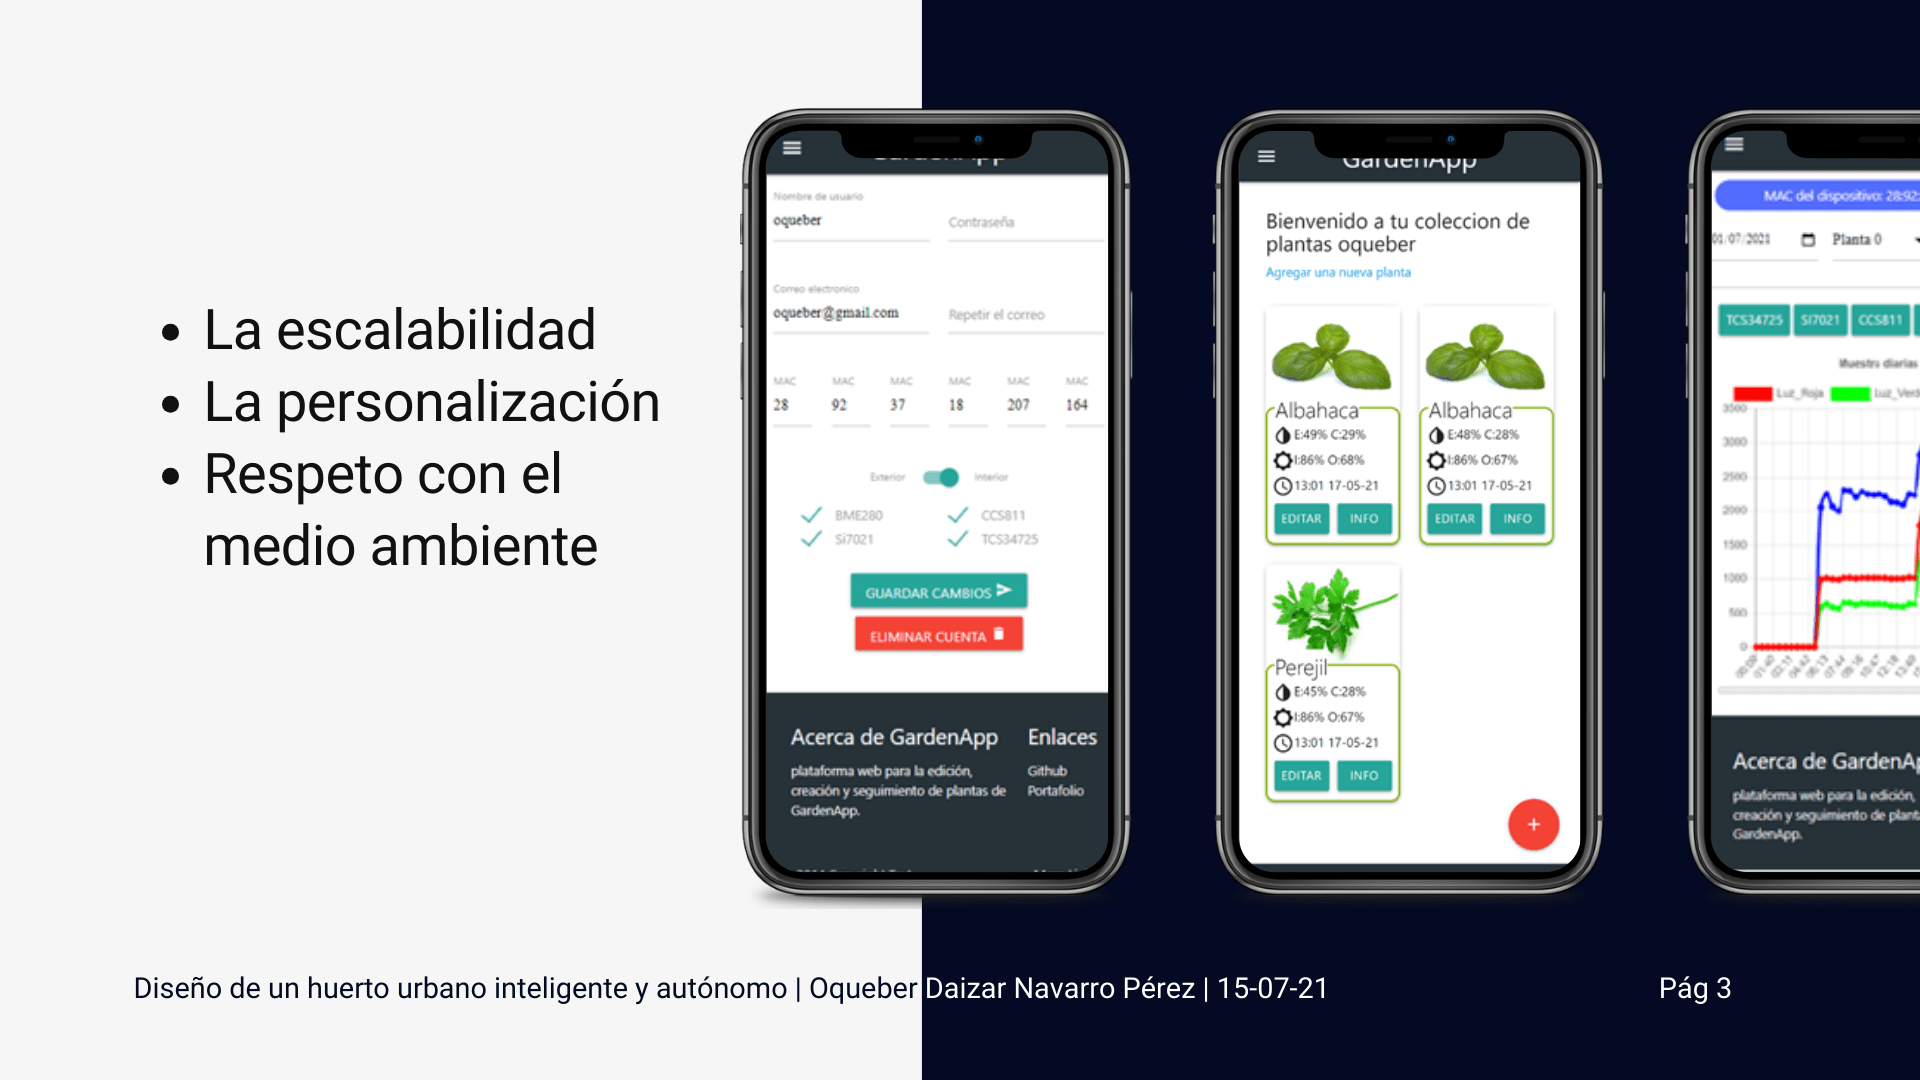 La escalabilidad
La personalización
Respeto con el
medio ambiente
Nombre de usuario
oqueber
Contraseña
Correo electronico
oqueber@gmail.com
Repetir el correo
MAC MAC MAC MAC MAC MAC
28 92 37 18 207 164
Exterior Interior
BME280 CCS811
Si7021 TCS34725
GUARDAR CAMBIOS
ELIMINAR CUENTA
Acerca de GardenApp
plataforma web para la edición,
creación y seguimiento de plantas de
GardenApp.
Enlaces
Github
Portafolio
GardenApp
Bienvenido a tu coleccion de
plantas oqueber
Agregar una nueva planta
Albahaca
E:49% C:29%
I:86% O:68%
13:01 17-05-21
EDITAR INFO
Albahaca
E:48% C:28%
I:86% O:67%
13:01 17-05-21
EDITAR INFO
Perejil
E:45% C:28%
I:86% O:67%
13:01 17-05-21
EDITAR INFO
+
MAC del dispositivo: 28:92:
01/07/2021 Planta 0
TCS34725 Si7021 CCS811
Muestra diarias
Luz_Roja Luz_Verd
3500
3000
2500
2000
1500
1000
500
0
Acerca de GardenAp
plataforma web para la edición,
creación y seguimiento de plant
GardenApp.
Diseño de un huerto urbano inteligente y autónomo | Oqueber Daizar Navarro Pérez | 15-07-21
Pág 3